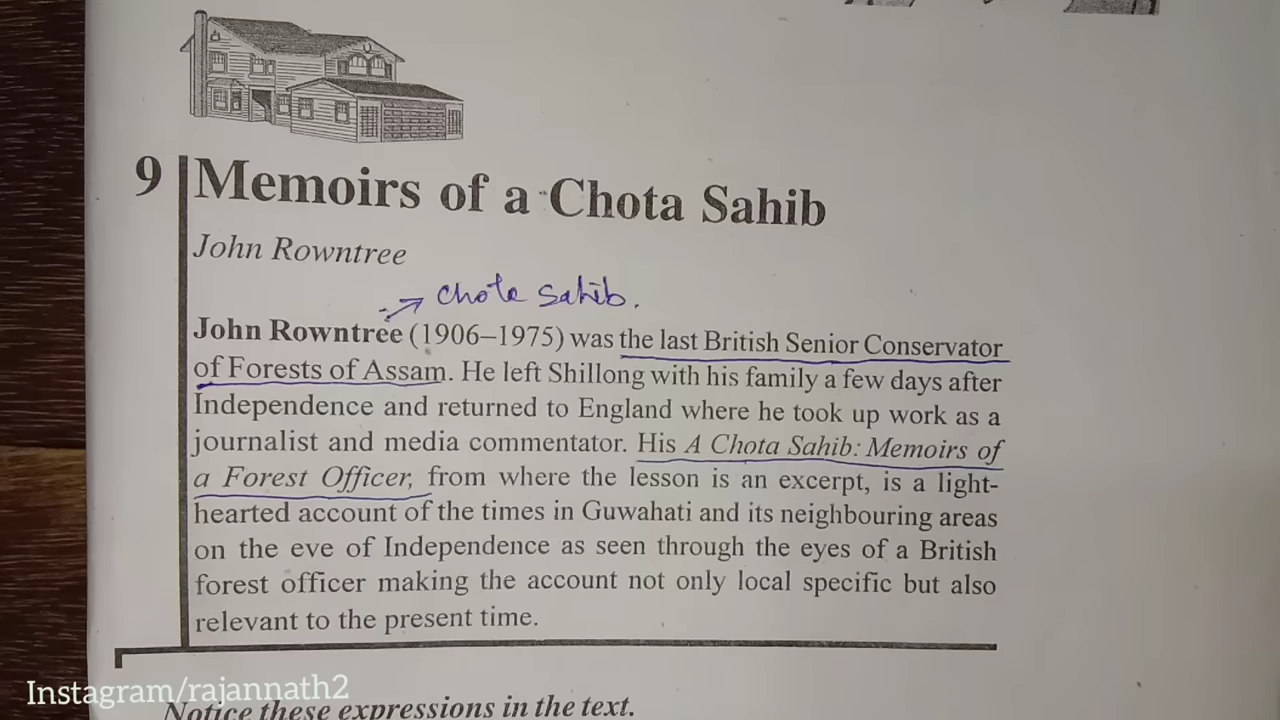 9 Memoirs of a Chota Sahib
John Rowntree
→ Chota Sahib.
John Rowntree (1906–1975) was the last British Senior Conservator
of Forests of Assam. He left Shillong with his family a few days after
Independence and returned to England where he took up work as a
journalist and media commentator. His A Chota Sahib: Memoirs of
a Forest Officer, from where the lesson is an excerpt, is a light-
hearted account of the times in Guwahati and its neighbouring areas
on the eve of Independence as seen through the eyes of a British
forest officer making the account not only local specific but also
relevant to the present time.
Instagram/rajannath2
Notice these expressions in the text.